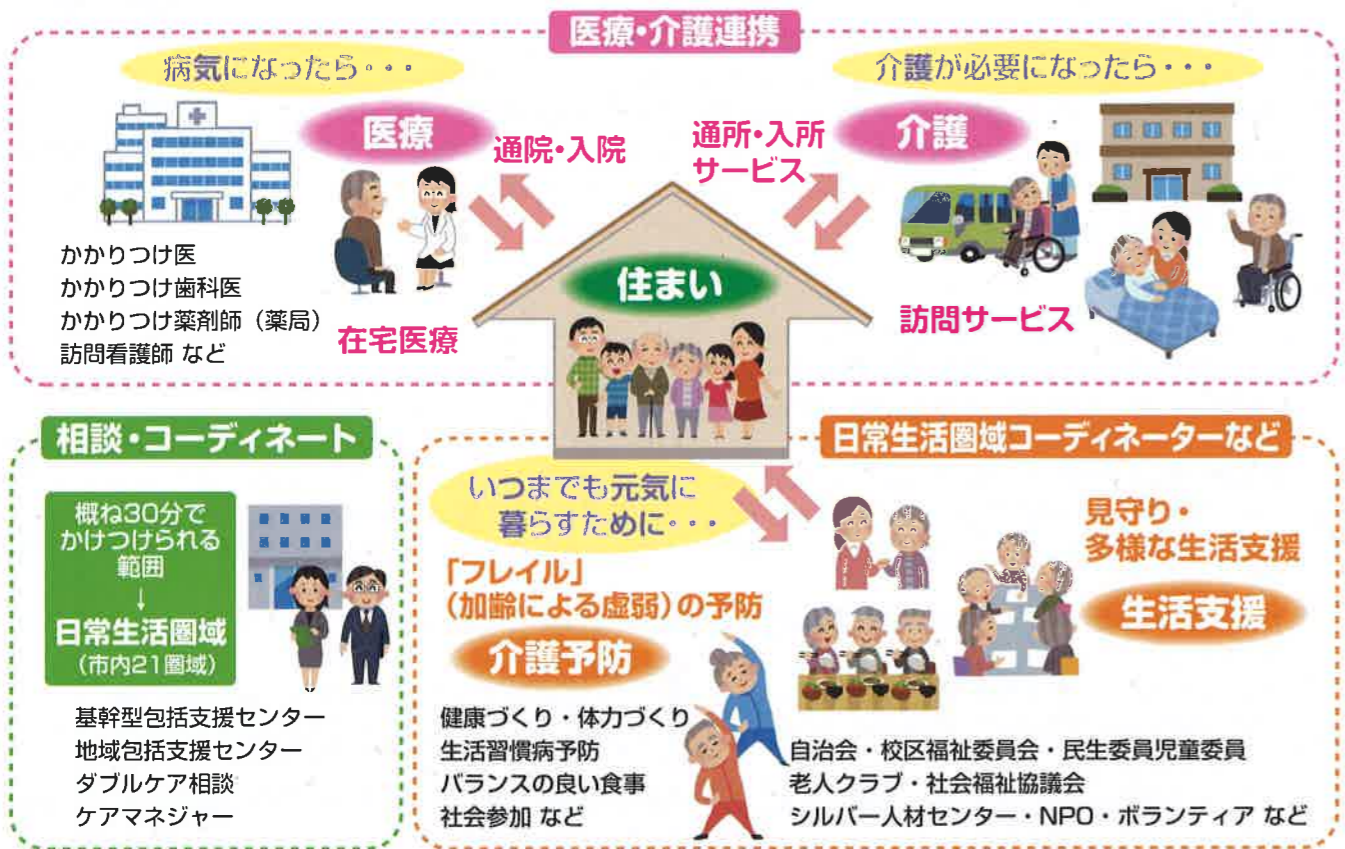 医療・介護連携
病気になったら・・・
医療
通院・入院
かかりつけ医
かかりつけ歯科医
かかりつけ薬剤師（薬局）
訪問看護師 など
在宅医療
介護が必要になったら・・・
介護
通所・入所
サービス
訪問サービス
住まい
相談・コーディネート
概ね30分で
かけつけられる
範囲
↓
日常生活圏域
（市内21圏域）
基幹型包括支援センター
地域包括支援センター
ダブルケア相談
ケアマネジャー
日常生活圏域コーディネーターなど
いつまでも元気に
暮らすために・・・
「フレイル」
（加齢による虚弱）の予防
介護予防
健康づくり・体力づくり
生活習慣病予防
バランスの良い食事
社会参加 など
見守り・
多様な生活支援
生活支援
自治会・校区福祉委員会・民生委員児童委員
老人クラブ・社会福祉協議会
シルバー人材センター・NPO・ボランティア など